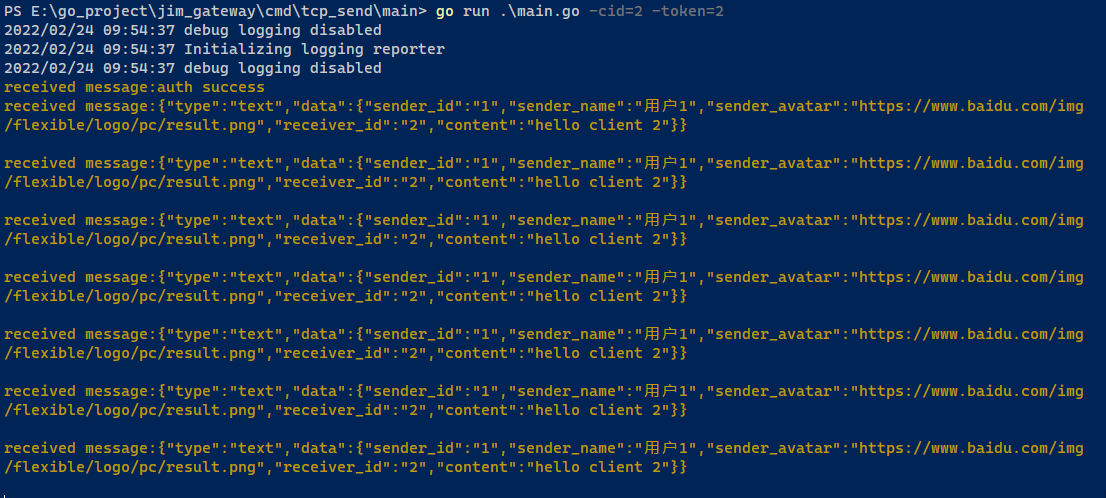 PS E:\go_project\jim_gateway\cmd\tcp_send\main> go run .\main.go -cid=2 -token=2
2022/02/24 09:54:37 debug logging disabled
2022/02/24 09:54:37 Initializing logging reporter
2022/02/24 09:54:37 debug logging disabled
received message:auth success
received message:{"type":"text","data":{"sender_id":"1","sender_name":"用户1","sender_avatar":"https://www.baidu.com/img
/flexible/logo/pc/result.png","receiver_id":"2","content":"hello client 2"}}
received message:{"type":"text","data":{"sender_id":"1","sender_name":"用户1","sender_avatar":"https://www.baidu.com/img
/flexible/logo/pc/result.png","receiver_id":"2","content":"hello client 2"}}
received message:{"type":"text","data":{"sender_id":"1","sender_name":"用户1","sender_avatar":"https://www.baidu.com/img
/flexible/logo/pc/result.png","receiver_id":"2","content":"hello client 2"}}
received message:{"type":"text","data":{"sender_id":"1","sender_name":"用户1","sender_avatar":"https://www.baidu.com/img
/flexible/logo/pc/result.png","receiver_id":"2","content":"hello client 2"}}
received message:{"type":"text","data":{"sender_id":"1","sender_name":"用户1","sender_avatar":"https://www.baidu.com/img
/flexible/logo/pc/result.png","receiver_id":"2","content":"hello client 2"}}
received message:{"type":"text","data":{"sender_id":"1","sender_name":"用户1","sender_avatar":"https://www.baidu.com/img
/flexible/logo/pc/result.png","receiver_id":"2","content":"hello client 2"}}
received message:{"type":"text","data":{"sender_id":"1","sender_name":"用户1","sender_avatar":"https://www.baidu.com/img
/flexible/logo/pc/result.png","receiver_id":"2","content":"hello client 2"}}